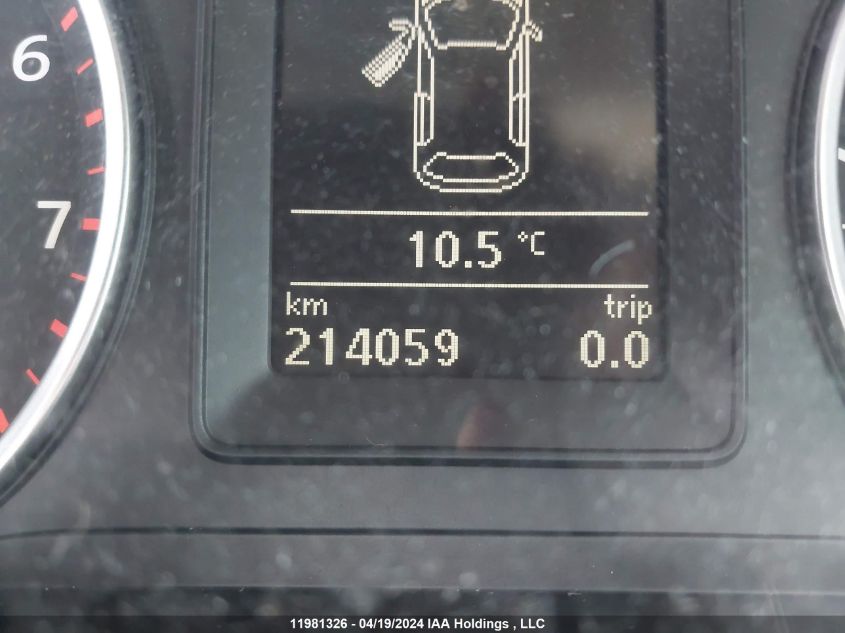 6
7
10.5 °C
km trip
214059 0.0
11981326 - 04/19/2024 IAA Holdings , LLC